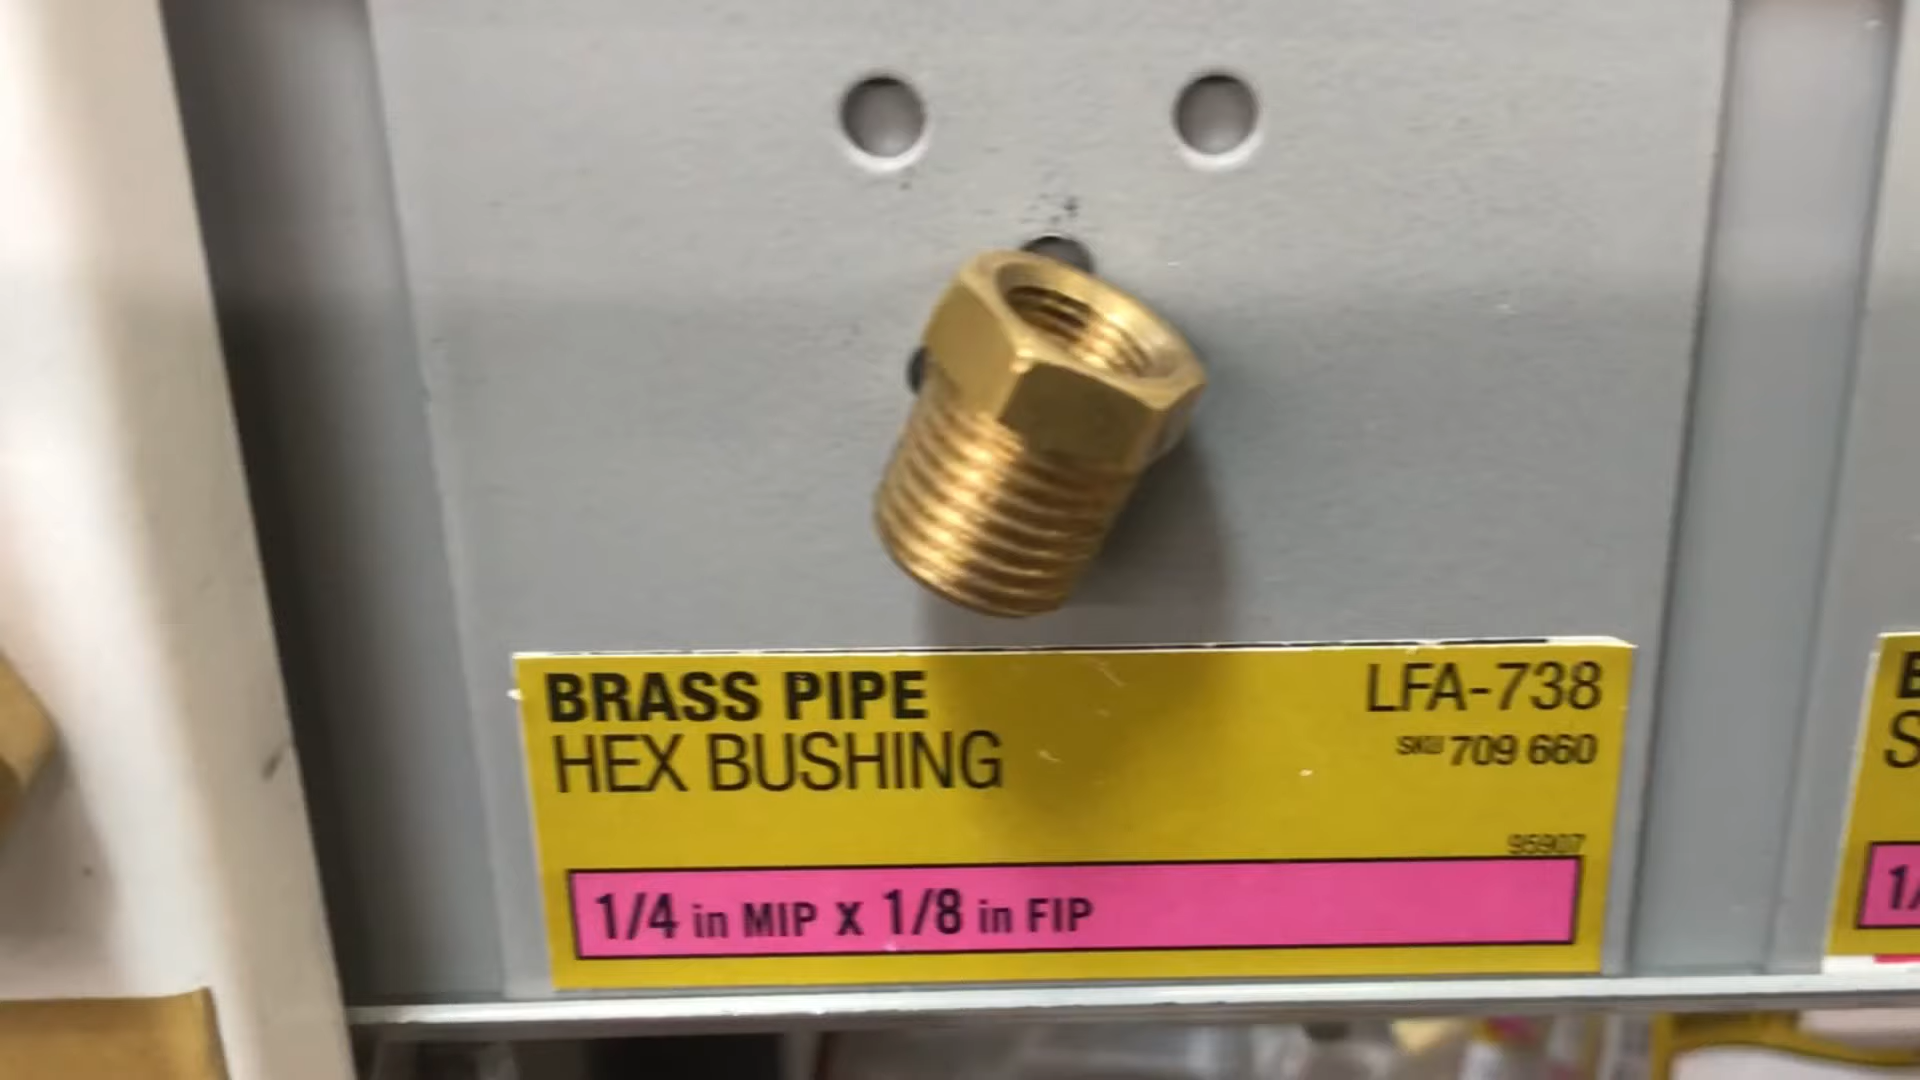 BRASS PIPE
HEX BUSHING
LFA-738
SKU 709 660
95907
1/4 in MIP X 1/8 in FIP